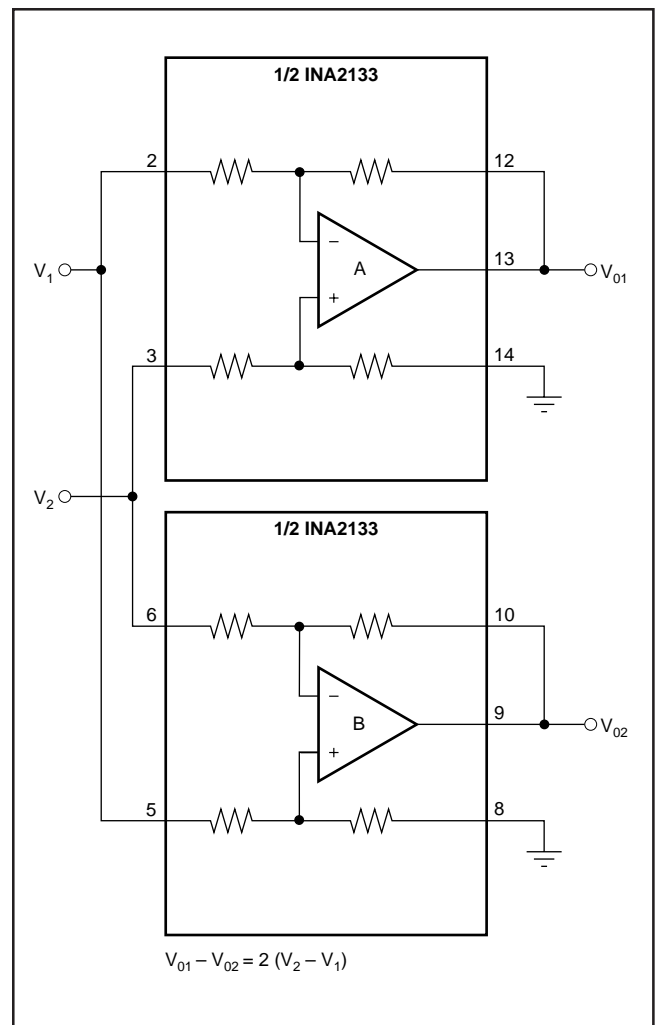 1/2 INA2133
2
12
−
V1
A
13
V01
+
3
14
V2
1/2 INA2133
6
10
−
B
9
V02
+
5
8
V01 – V02 = 2 (V2 – V1)